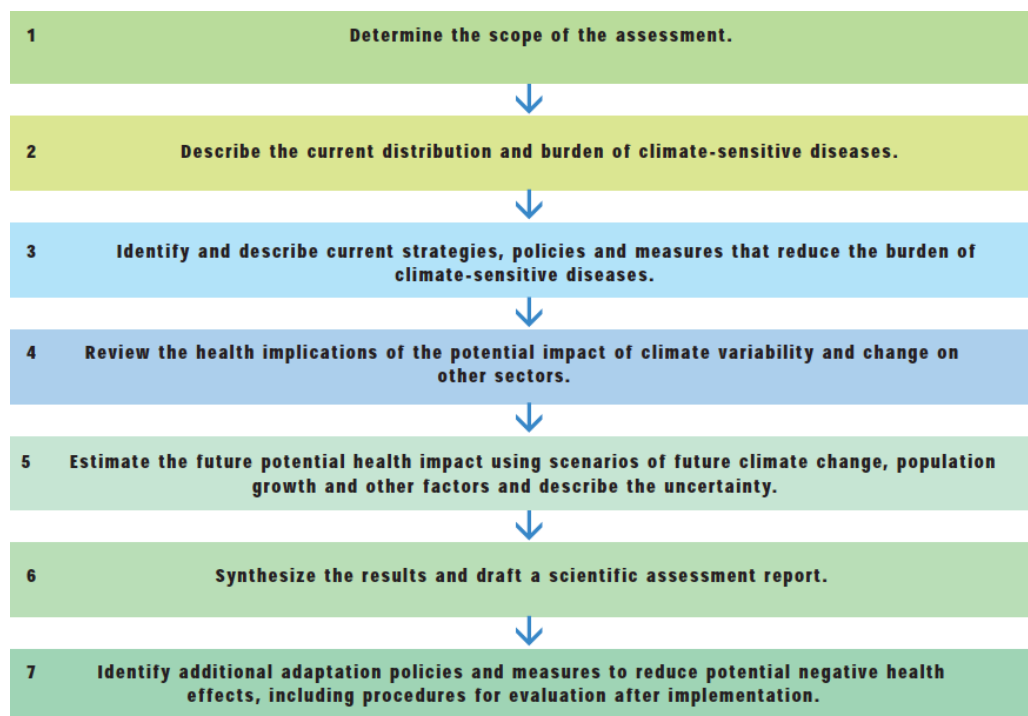 1 Determine the scope of the assessment.
2 Describe the current distribution and burden of climate-sensitive diseases.
3 Identify and describe current strategies, policies and measures that reduce the burden of
climate-sensitive diseases.
4 Review the health implications of the potential impact of climate variability and change on
other sectors.
5 Estimate the future potential health impact using scenarios of future climate change, population
growth and other factors and describe the uncertainty.
6 Synthesize the results and draft a scientific assessment report.
7 Identify additional adaptation policies and measures to reduce potential negative health
effects, including procedures for evaluation after implementation.